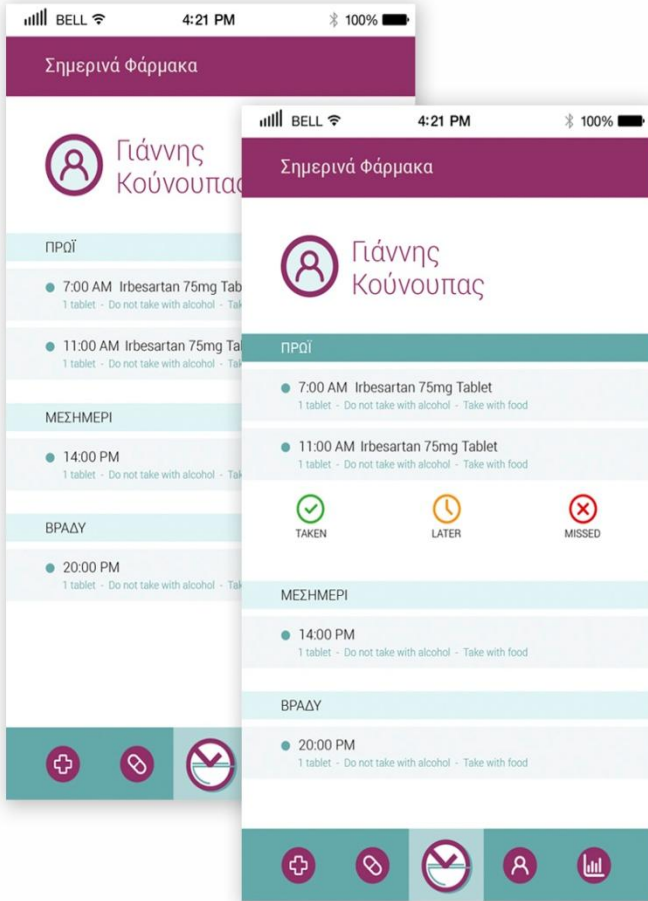 BELL 4:21 PM 100%
Σημερινά Φάρμακα
Γιάννης
Κούνουπας
ΠΡΩΪ
7:00 AM Irbesartan 75mg Tab
1 tablet - Do not take with alcohol - Tak
11:00 AM Irbesartan 75mg Ta
1 tablet - Do not take with alcohol - Tak
ΜΕΣΗΜΕΡΙ
14:00 PM
1 tablet - Do not take with alcohol - Tak
ΒΡΑΔΥ
20:00 PM
1 tablet - Do not take with alcohol - Tak
BELL 4:21 PM 100%
Σημερινά Φάρμακα
Γιάννης
Κούνουπας
ΠΡΩΪ
7:00 AM Irbesartan 75mg Tablet
1 tablet - Do not take with alcohol - Take with food
11:00 AM Irbesartan 75mg Tablet
1 tablet - Do not take with alcohol - Take with food
TAKEN LATER MISSED
ΜΕΣΗΜΕΡΙ
14:00 PM
1 tablet - Do not take with alcohol - Take with food
ΒΡΑΔΥ
20:00 PM
1 tablet - Do not take with alcohol - Take with food